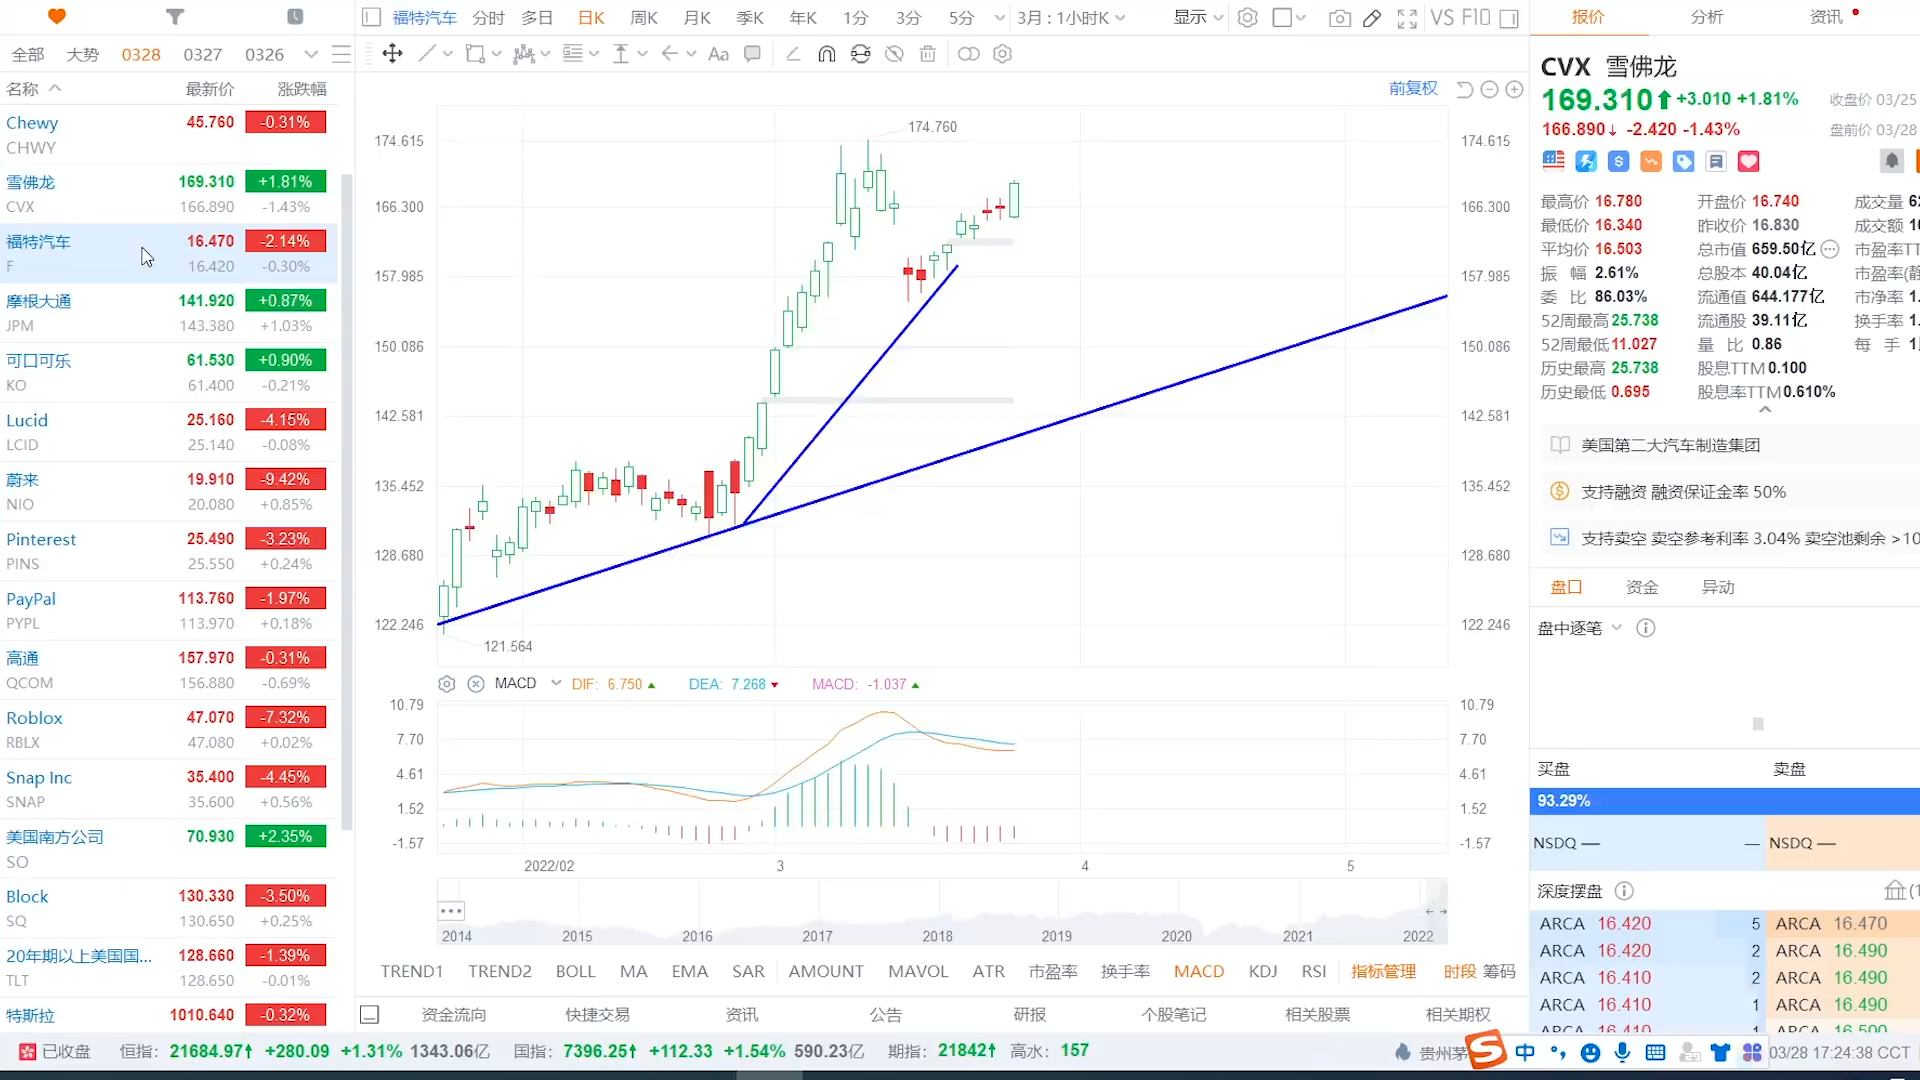 福特汽车 分时 多日 日K 周K 月K 季K 年K 1分 3分 5分 3月 : 1小时K 显示 VS F10
报价 分析 资讯
全部 大势 0328 0327 0326
Aa
名称 最新价 涨跌幅
前复权
Chewy 45.760 -0.31%
CHWY
雪佛龙 169.310 +1.81%
CVX 166.890 -1.43%
福特汽车 16.470 -2.14%
F 16.420 -0.30%
摩根大通 141.920 +0.87%
JPM 143.380 +1.03%
可口可乐 61.530 +0.90%
KO 61.400 -0.21%
Lucid 25.160 -4.15%
LCID 25.140 -0.08%
蔚来 19.910 -9.42%
NIO 20.080 +0.85%
Pinterest 25.490 -3.23%
PINS 25.550 +0.24%
PayPal 113.760 -1.97%
PYPL 113.970 +0.18%
高通 157.970 -0.31%
QCOM 156.880 -0.69%
Roblox 47.070 -7.32%
RBLX 47.080 +0.02%
Snap Inc 35.400 -4.45%
SNAP 35.600 +0.56%
美国南方公司 70.930 +2.35%
SO
Block 130.330 -3.50%
SQ 130.650 +0.25%
20年期以上美国国... 128.660 -1.39%
TLT 128.650 -0.01%
特斯拉 1010.640 -0.32%
174.760
174.615 174.615
166.300 166.300
157.985 157.985
150.086 150.086
142.581 142.581
135.452 135.452
128.680 128.680
122.246 122.246
121.564
MACD DIF: 6.750 DEA: 7.268 MACD: -1.037
10.79 10.79
7.70 7.70
4.61 4.61
1.52 1.52
-1.57 -1.57
2022/02 3 4 5
2014 2015 2016 2017 2018 2019 2020 2021 2022
TREND1 TREND2 BOLL MA EMA SAR AMOUNT MAVOL ATR 市盈率 换手率 MACD KDJ RSI 指标管理 时段 筹码
资金流向 快捷交易 资讯 公告 研报 个股笔记 相关股票 相关期权
CVX 雪佛龙
169.310 +3.010 +1.81% 收盘价 03/25
166.890↓ -2.420 -1.43% 盘前价 03/28
最高价 16.780 开盘价 16.740 成交量
最低价 16.340 昨收价 16.830 成交额
平均价 16.503 总市值 659.50亿 市盈率
振 幅 2.61% 总股本 40.04亿 市盈率
委 比 86.03% 流通值 644.177亿 市净率
52周最高 25.738 流通股 39.11亿 换手率
52周最低 11.027 量 比 0.86 每 手
历史最高 25.738 股息TTM 0.100
历史最低 0.695 股息率TTM 0.610%
美国第二大汽车制造集团
支持融资 融资保证金率 50%
支持卖空 卖空参考利率 3.04% 卖空池剩余 >10
盘口 资金 异动
盘中逐笔
买盘 卖盘
93.29%
NSDQ — — NSDQ —
深度摆盘
ARCA 16.420 5 ARCA 16.470
ARCA 16.420 2 ARCA 16.490
ARCA 16.410 2 ARCA 16.490
ARCA 16.410 1 ARCA 16.490
ARCA 16.410 1 ARCA 16.500
已收盘 恒指: 21684.97↑ +280.09 +1.31% 1343.06亿 国指: 7396.25↑ +112.33 +1.54% 590.23亿 期指: 21842↑ 高水: 157 贵州茅 中 03/28 17:24:38 CCT